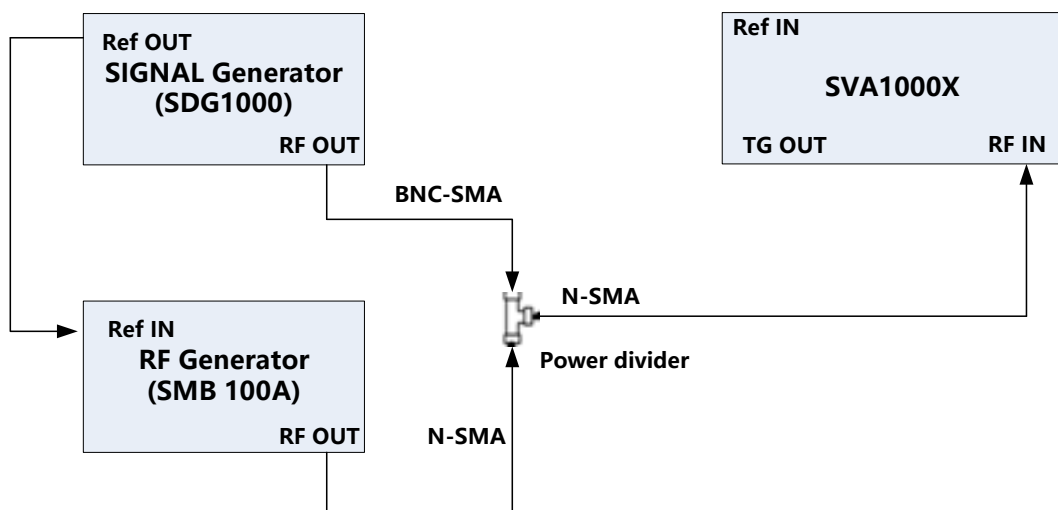 Ref OUT
SIGNAL Generator
(SDG1000)
RF OUT
Ref IN
SVA1000X
TG OUT
RF IN
BNC-SMA
N-SMA
Power divider
Ref IN
RF Generator
(SMB 100A)
RF OUT
N-SMA